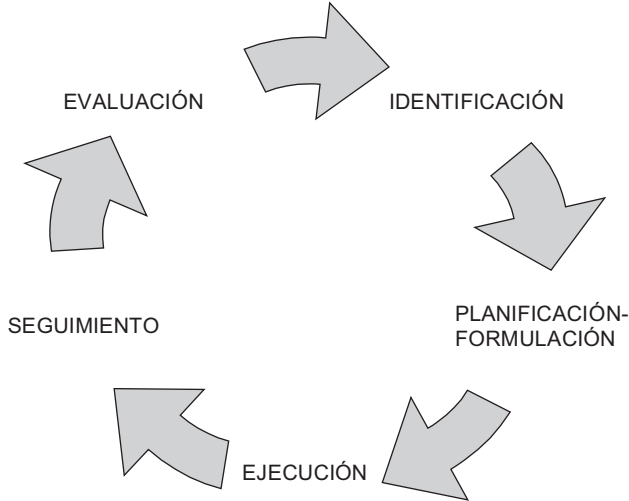 EVALUACIÓN
IDENTIFICACIÓN
PLANIFICACIÓN-
FORMULACIÓN
EJECUCIÓN
SEGUIMIENTO